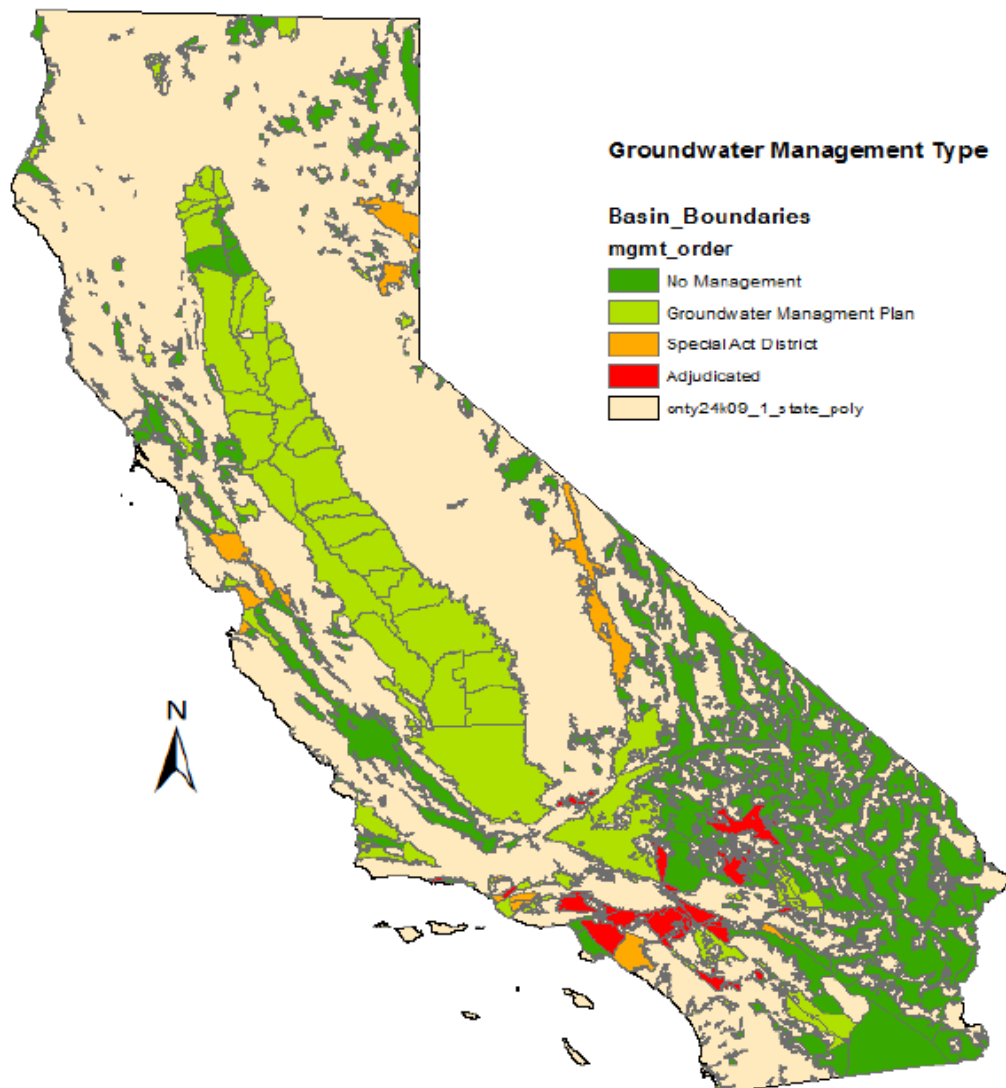 Groundwater Management Type
Basin_Boundaries
mgmt_order
No Management
Groundwater Managment Plan
Special Act District
Adjudicated
cnty24k09_1_state_poly
N